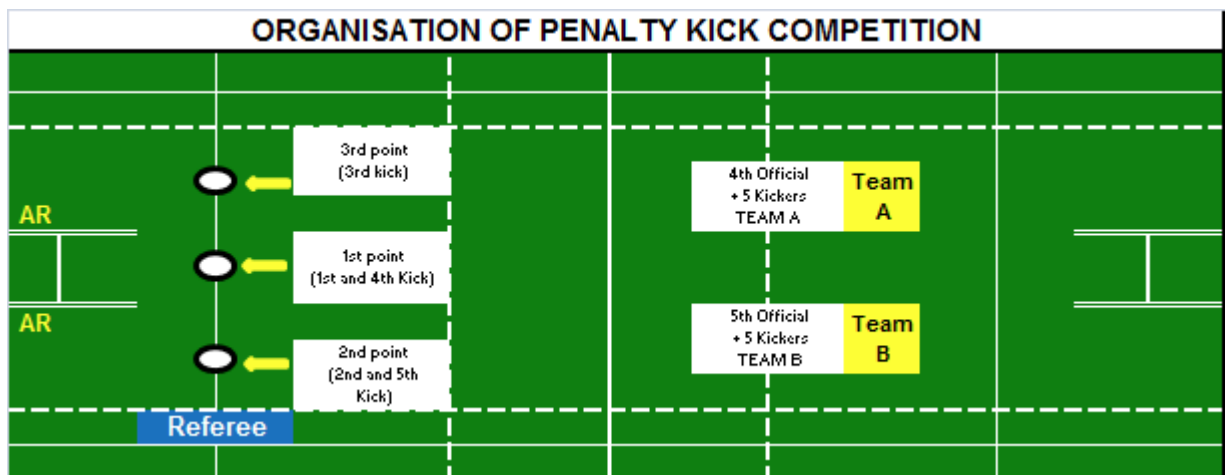 ORGANISATION OF PENALTY KICK COMPETITION
3rd point
(3rd kick)
4th Official
+ 5 Kickers
TEAM A
Team
A
AR
1st point
(1st and 4th Kick)
AR
5th Official
+ 5 Kickers
TEAM B
Team
B
2nd point
(2nd and 5th
Kick)
Referee